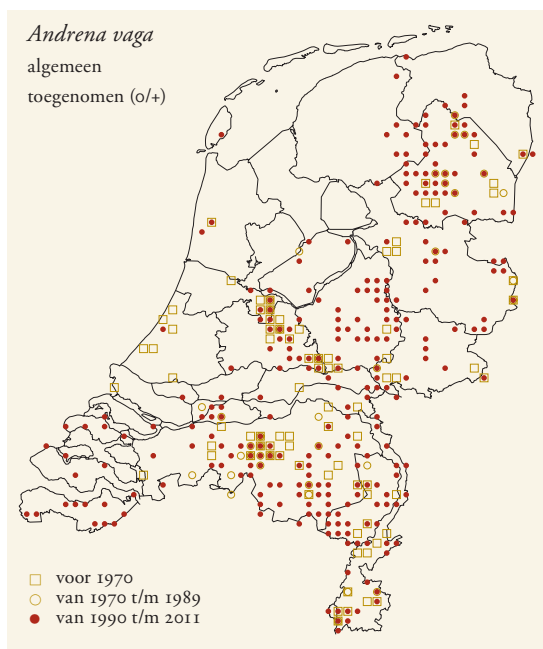 Andrena vaga
algemeen
toegenomen (0/+)
voor 1970
van 1970 t/m 1989
van 1990 t/m 2011